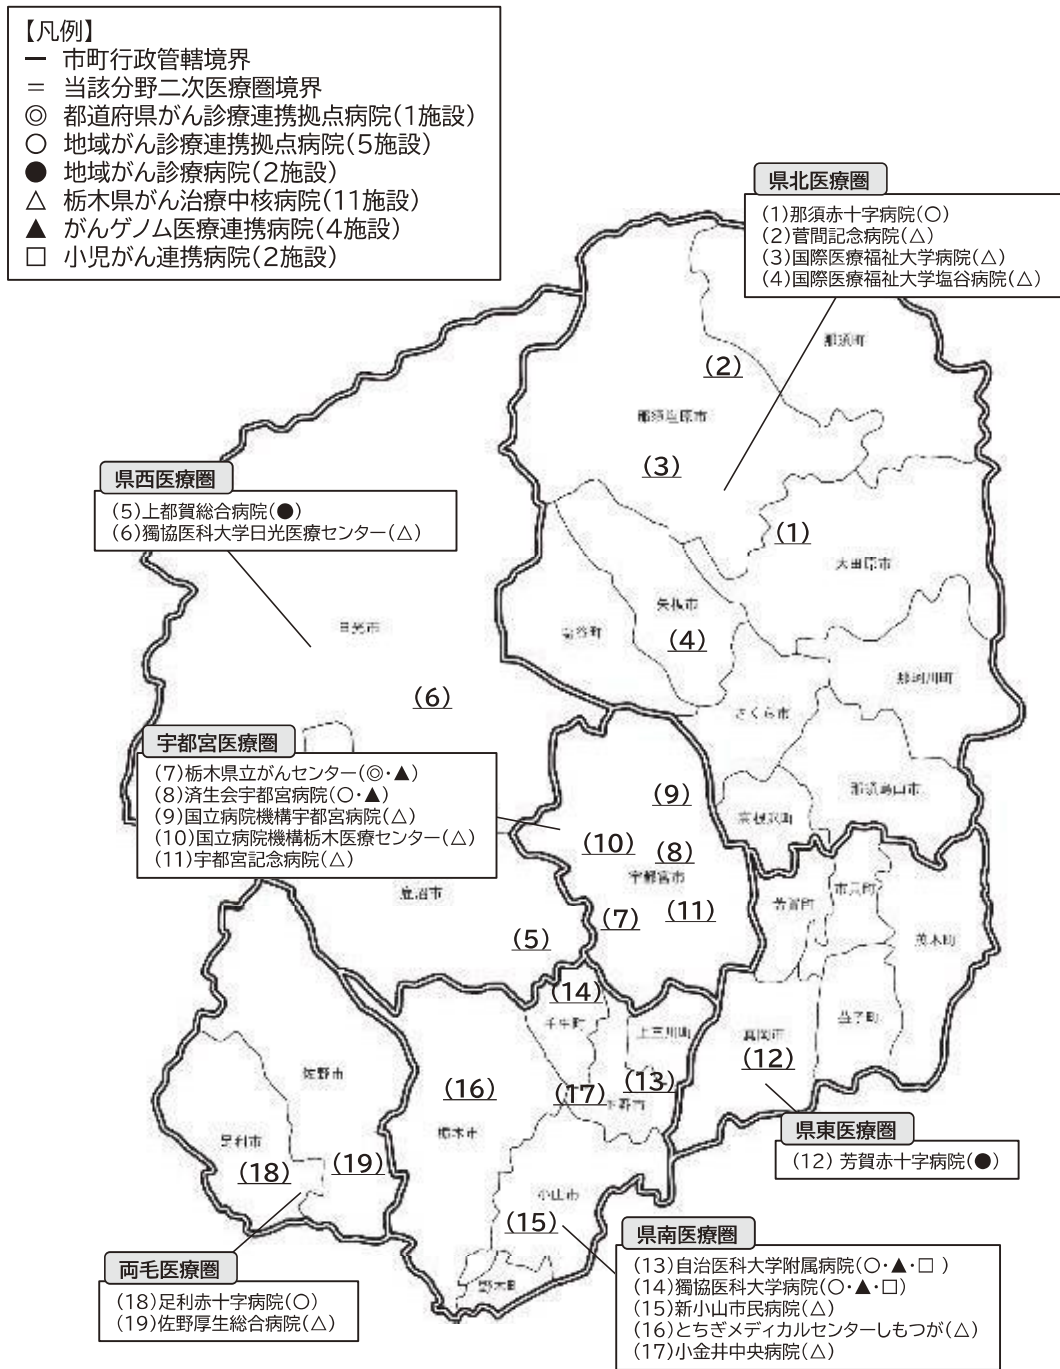 【凡例】
━ 市町行政管轄境界
＝ 当該分野二次医療圏境界
◎ 都道府県がん診療連携拠点病院(1施設)
○ 地域がん診療連携拠点病院(5施設)
● 地域がん診療病院(2施設)
△ 栃木県がん治療中核病院(11施設)
▲ がんゲノム医療連携病院(4施設)
□ 小児がん連携病院(2施設)
県北医療圏
(1)那須赤十字病院(○)
(2)菅間記念病院(△)
(3)国際医療福祉大学病院(△)
(4)国際医療福祉大学塩谷病院(△)
那須町
(2)
那須塩原市
(3)
県西医療圏
(5)上都賀総合病院(●)
(6)獨協医科大学日光医療センター(△)
(1)
大田原市
矢板市
日光市
塩谷町
(4)
那珂川町
(6)
さくら市
宇都宮医療圏
(7)栃木県立がんセンター(◎・▲)
(8)済生会宇都宮病院(○・▲)
(9)国立病院機構宇都宮病院(△)
(10)国立病院機構栃木医療センター(△)
(11)宇都宮記念病院(△)
(9)
那須烏山市
高根沢町
(10)
(8)
宇都宮市
鹿沼市
市貝町
芳賀町
(7)
(11)
茂木町
(5)
(14)
壬生町
上三川町
益子町
真岡市
(12)
佐野市
(16)
(17)
(13)
下野市
栃木市
足利市
(18)
(19)
県東医療圏
(12) 芳賀赤十字病院(●)
小山市
(15)
野木町
両毛医療圏
(18)足利赤十字病院(○)
(19)佐野厚生総合病院(△)
県南医療圏
(13)自治医科大学附属病院(○・▲・□ )
(14)獨協医科大学病院(○・▲・□)
(15)新小山市民病院(△)
(16)とちぎメディカルセンターしもつが(△)
(17)小金井中央病院(△)